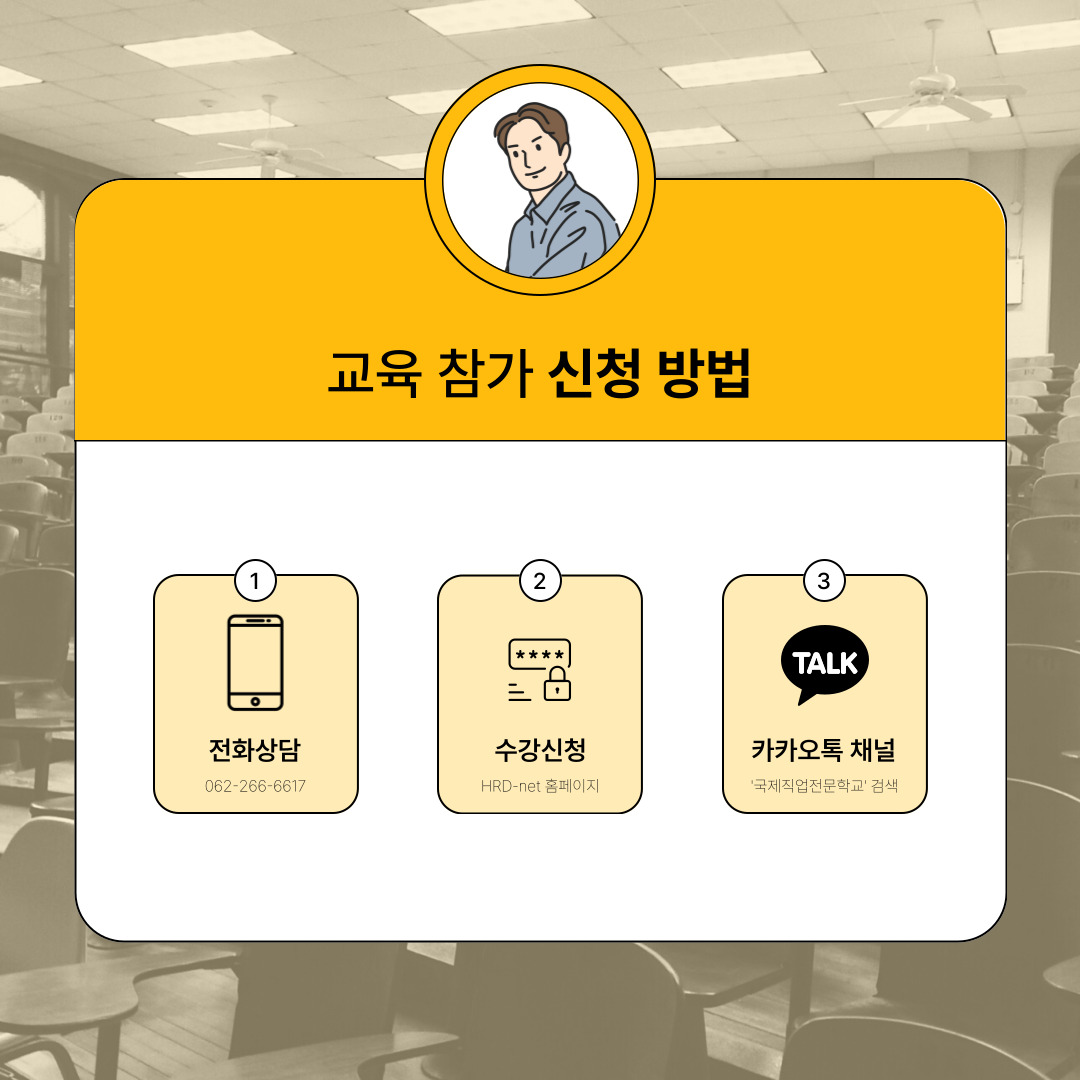 교육 참가 신청 방법
1
전화상담
062-266-6617
2
****
수강신청
HRD-net 홈페이지
3
TALK
카카오톡 채널
'국제직업전문학교' 검색